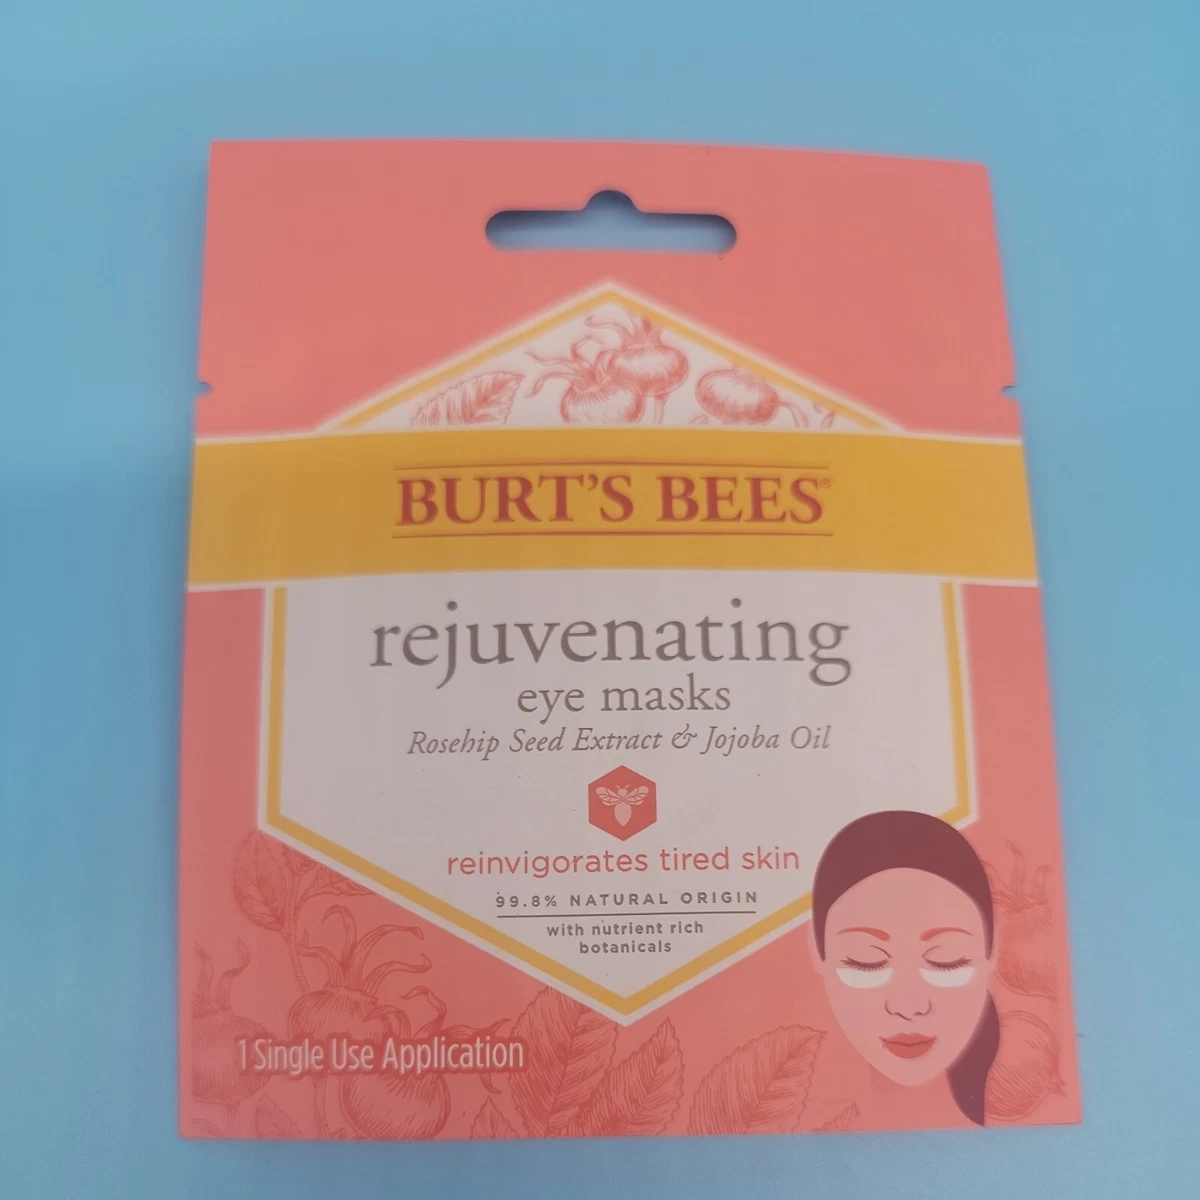 BURT'S BEES®
rejuvenating
eye masks
Rosehip Seed Extract & Jojoba Oil
reinvigorates tired skin
99.8% NATURAL ORIGIN
with nutrient rich
botanicals
1 Single Use Application